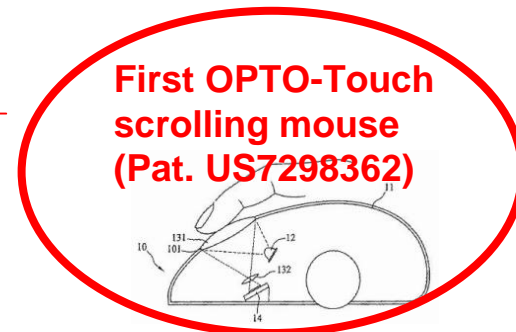 First OPTO-Touch
scrolling mouse
(Pat. US7298362)
11
131
12
101
10
132
14